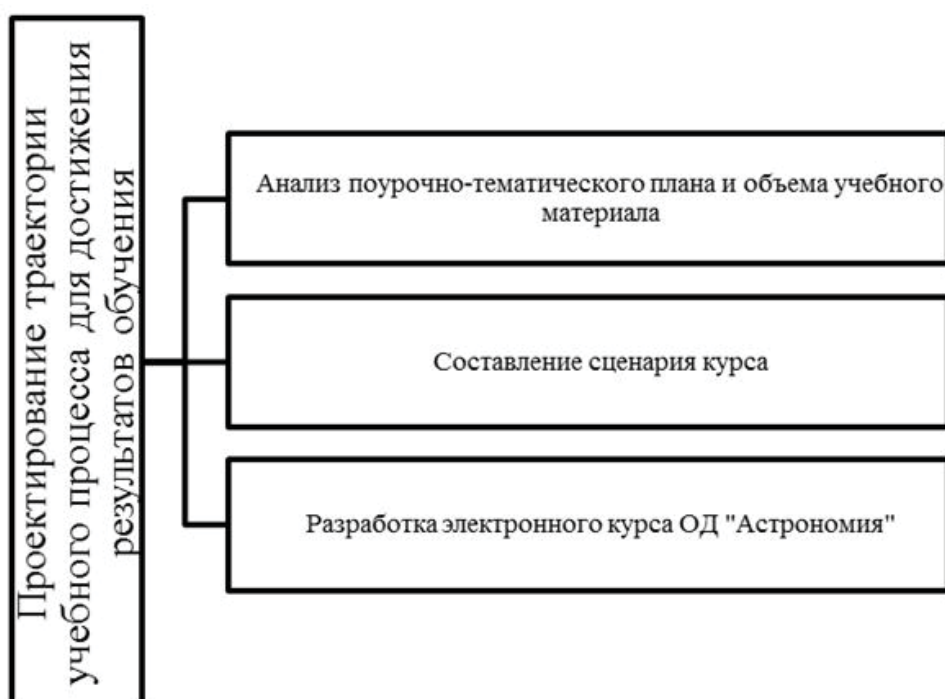 Проектирование траектории
учебного процесса для достижения
результатов обучения
Анализ поурочно-тематического плана и объема учебного
материала
Составление сценария курса
Разработка электронного курса ОД "Астрономия"